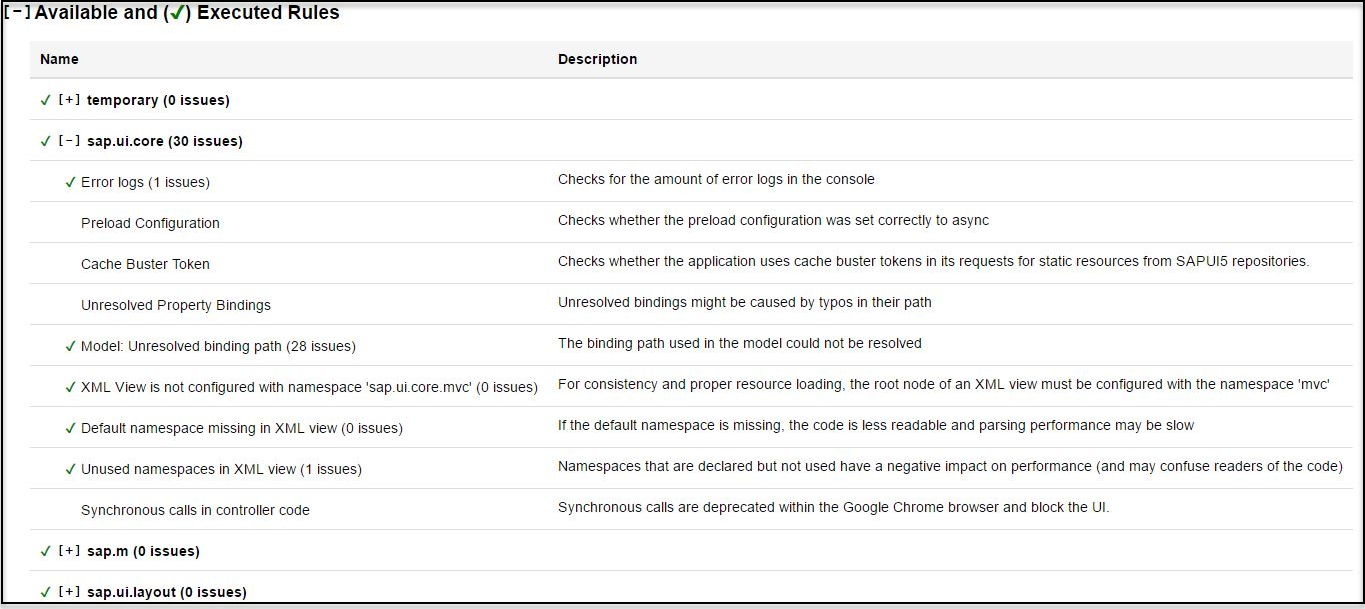 [-] Available and (✓) Executed Rules
Name Description
✓ [+] temporary (0 issues)
✓ [-] sap.ui.core (30 issues)
✓ Error logs (1 issues) Checks for the amount of error logs in the console
Preload Configuration Checks whether the preload configuration was set correctly to async
Cache Buster Token Checks whether the application uses cache buster tokens in its requests for static resources from SAPUI5 repositories.
Unresolved Property Bindings Unresolved bindings might be caused by typos in their path
✓ Model: Unresolved binding path (28 issues) The binding path used in the model could not be resolved
✓ XML View is not configured with namespace 'sap.ui.core.mvc' (0 issues) For consistency and proper resource loading, the root node of an XML view must be configured with the namespace 'mvc'
✓ Default namespace missing in XML view (0 issues) If the default namespace is missing, the code is less readable and parsing performance may be slow
✓ Unused namespaces in XML view (1 issues) Namespaces that are declared but not used have a negative impact on performance (and may confuse readers of the code)
Synchronous calls in controller code Synchronous calls are deprecated within the Google Chrome browser and block the UI.
✓ [+] sap.m (0 issues)
✓ [+] sap.ui.layout (0 issues)